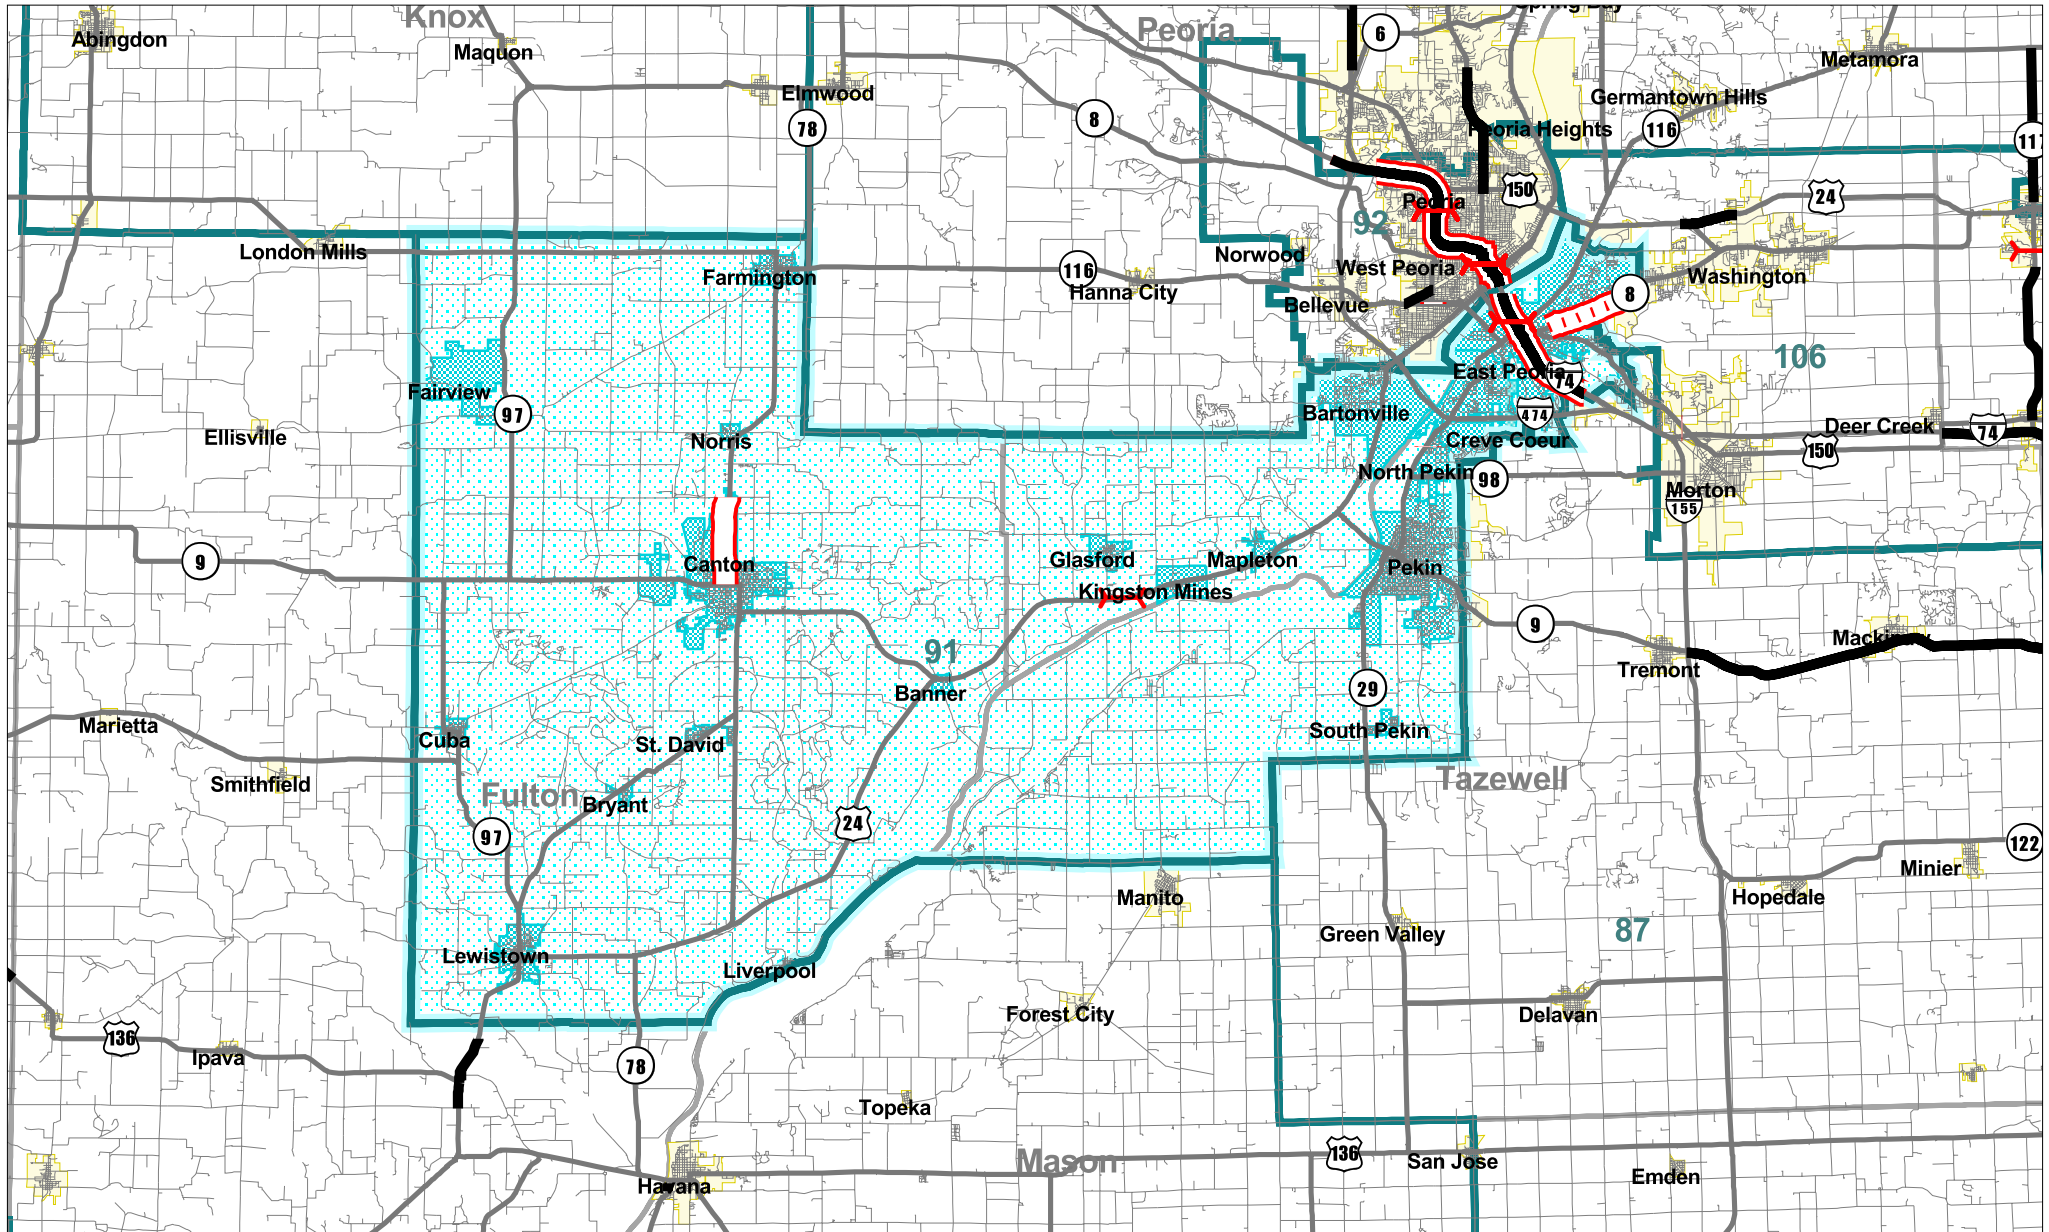 Knox
Spring Bay
Abingdon
Maquon
Peoria
6
Metamora
Elmwood
Germantown Hills
78
8
Peoria Heights
116
117
150
24
Peoria
92
London Mills
Norwood
West Peoria
Farmington
116
Washington
Hanna City
Bellevue
8
106
East Peoria
74
Fairview
97
Bartonville
474
Ellisville
Norris
Creve Coeur
Deer Creek
74
150
North Pekin
98
Morton
155
9
Canton
Glasford
Mapleton
Pekin
Kingston Mines
9
Mackinaw
91
Tremont
Banner
29
Marietta
Cuba
St. David
South Pekin
Smithfield
Fulton
Bryant
Tazewell
97
24
122
Minier
Manito
Hopedale
Green Valley
87
Lewistown
Liverpool
Forest City
Delavan
136
Ipava
78
Topeka
136
Mason
San Jose
Havana
Emden